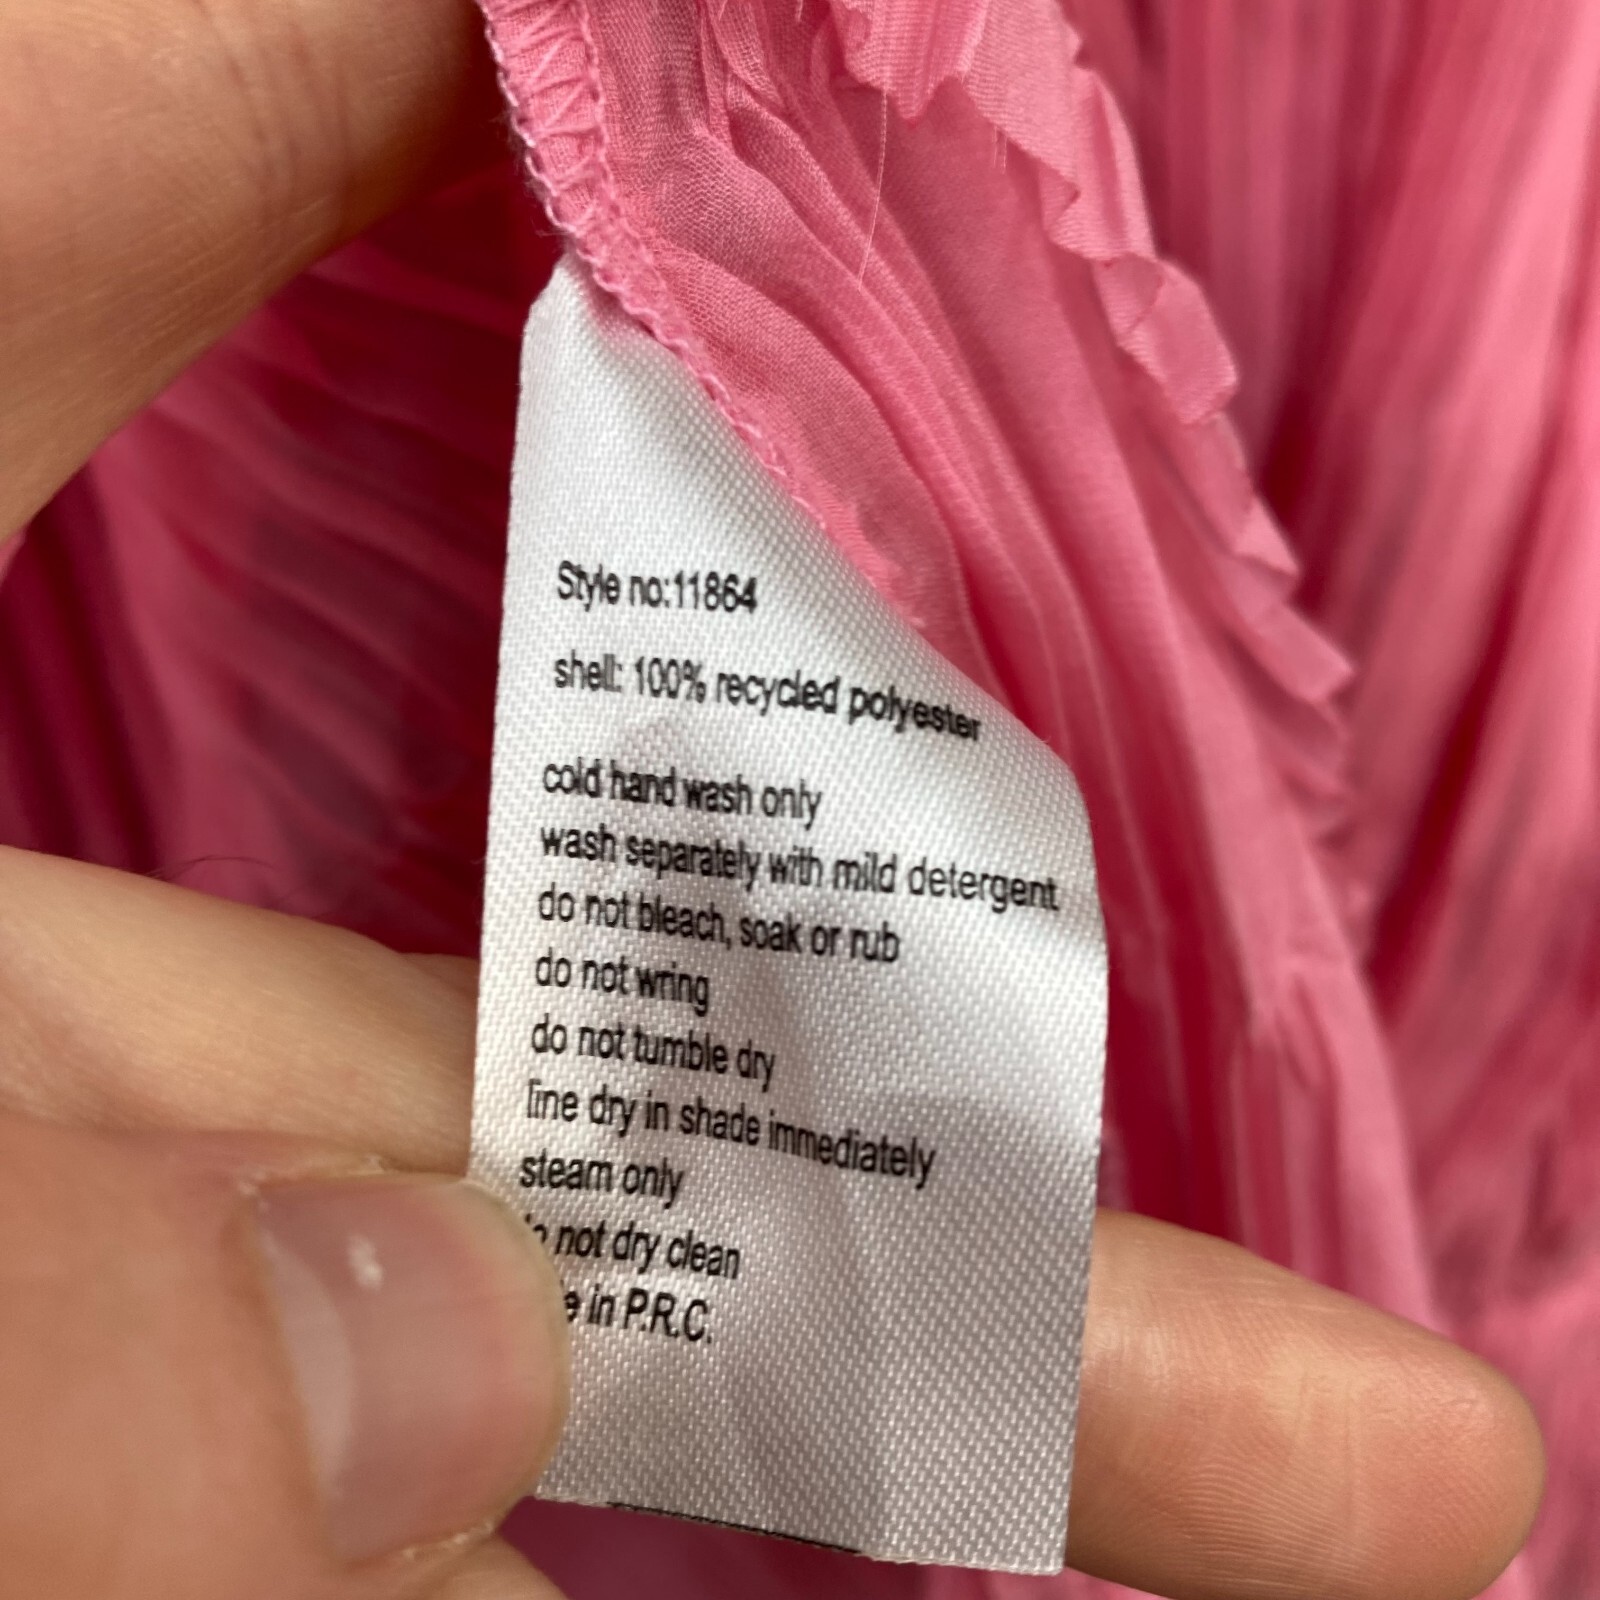 Style no:11864
shell: 100% recycled polyester
cold hand wash only
wash separately with mild detergent
do not bleach, soak or rub
do not wring
do not tumble dry
line dry in shade immediately
steam only
not dry clean
in P.R.C.